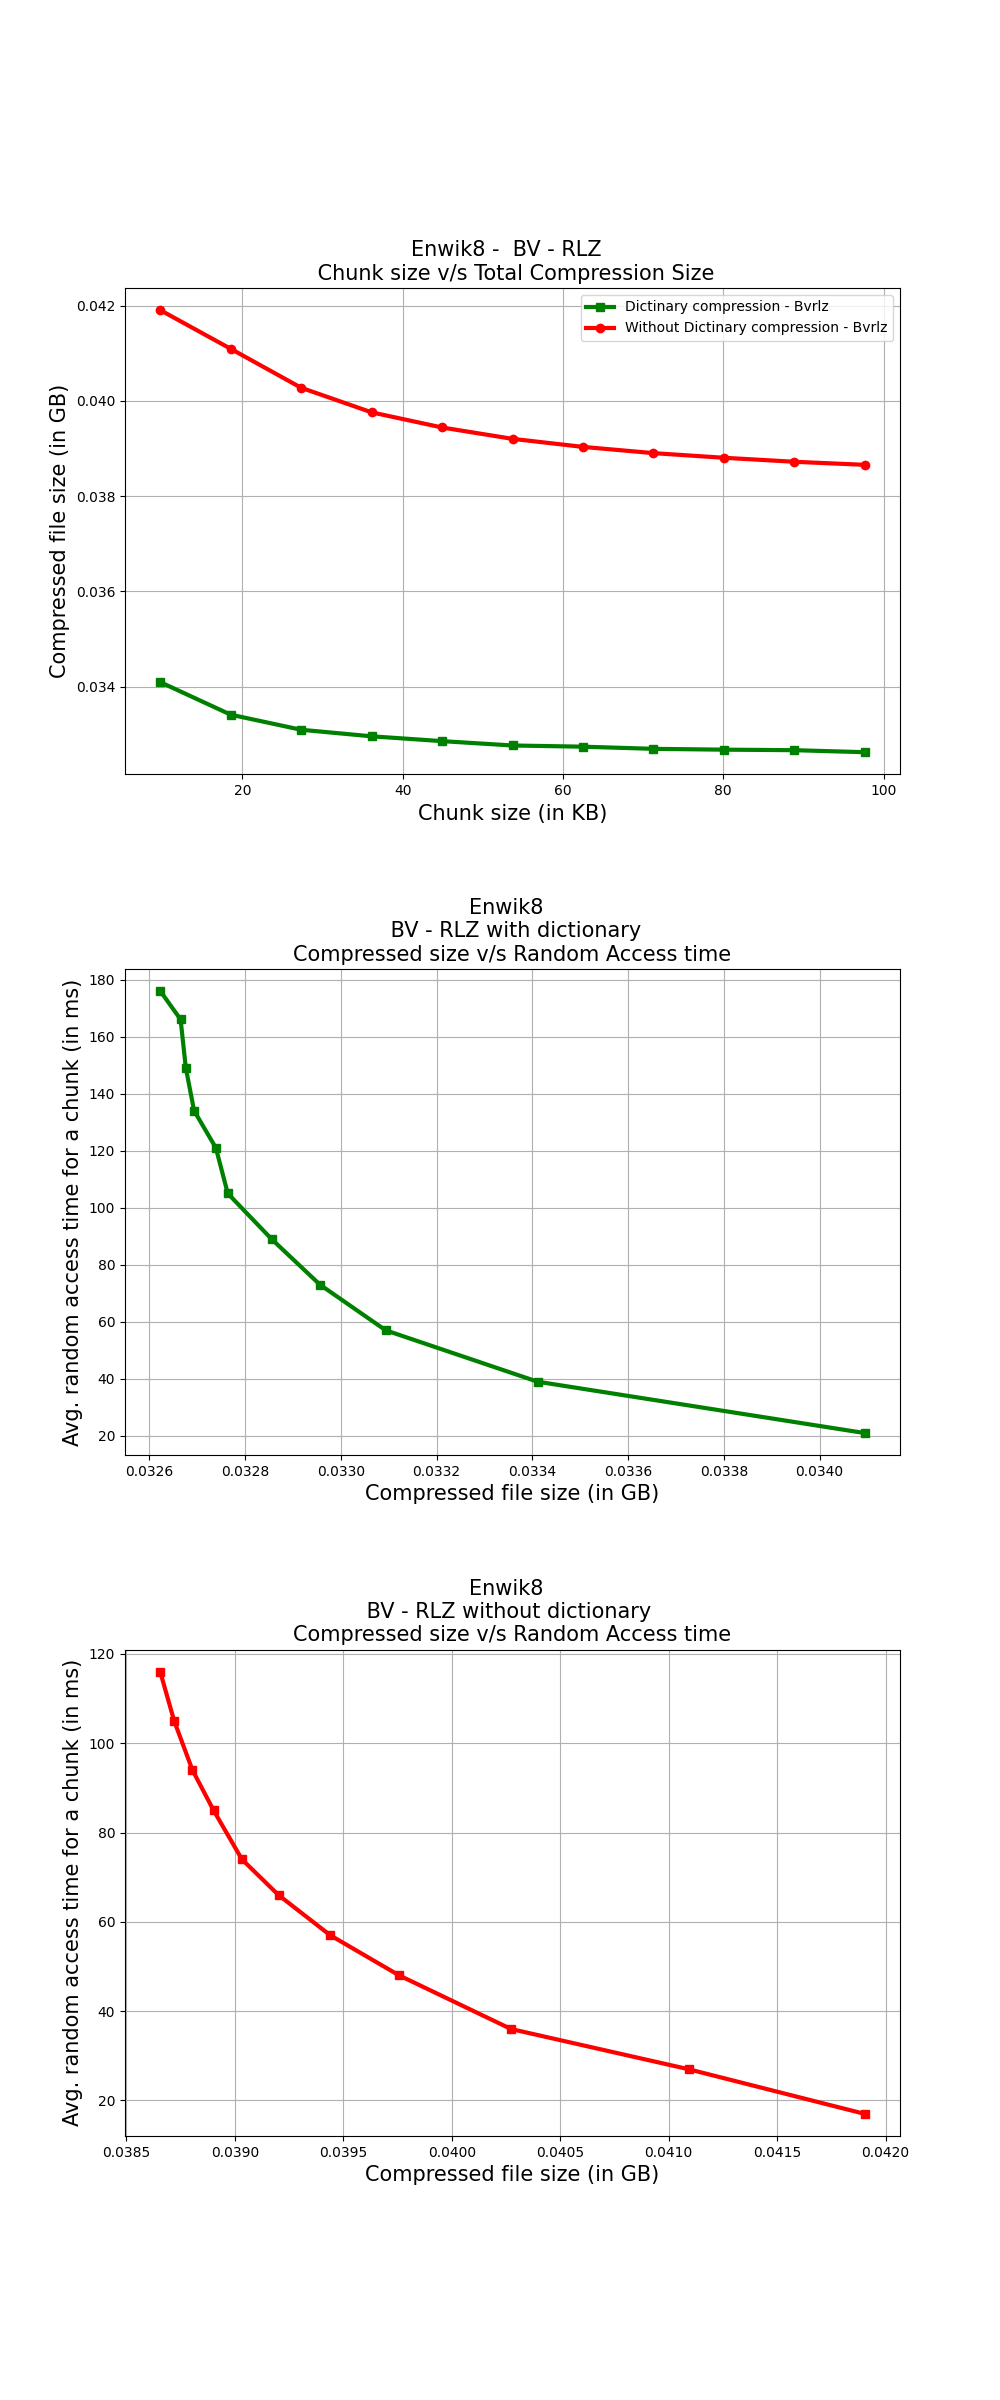 Enwik8 -  BV - RLZ
Chunk size v/s Total Compression Size
Compressed file size (in GB)
0.042
0.040
0.038
0.036
0.034
Dictinary compression - Bvrlz
Without Dictinary compression - Bvrlz
20
40
60
80
100
Chunk size (in KB)
Enwik8
BV - RLZ with dictionary
Compressed size v/s Random Access time
Avg. random access time for a chunk (in ms)
180
160
140
120
100
80
60
40
20
0.0326
0.0328
0.0330
0.0332
0.0334
0.0336
0.0338
0.0340
Compressed file size (in GB)
Enwik8
BV - RLZ without dictionary
Compressed size v/s Random Access time
Avg. random access time for a chunk (in ms)
120
100
80
60
40
20
0.0385
0.0390
0.0395
0.0400
0.0405
0.0410
0.0415
0.0420
Compressed file size (in GB)